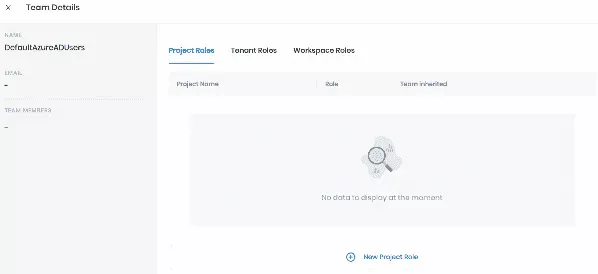 × Team Details
NAME
DefaultAzureADUsers
EMAIL
-
TEAM MEMBERS
-
Project Roles Tenant Roles Workspace Roles
Project Name Role Team inherited
No data to display at the moment
New Project Role